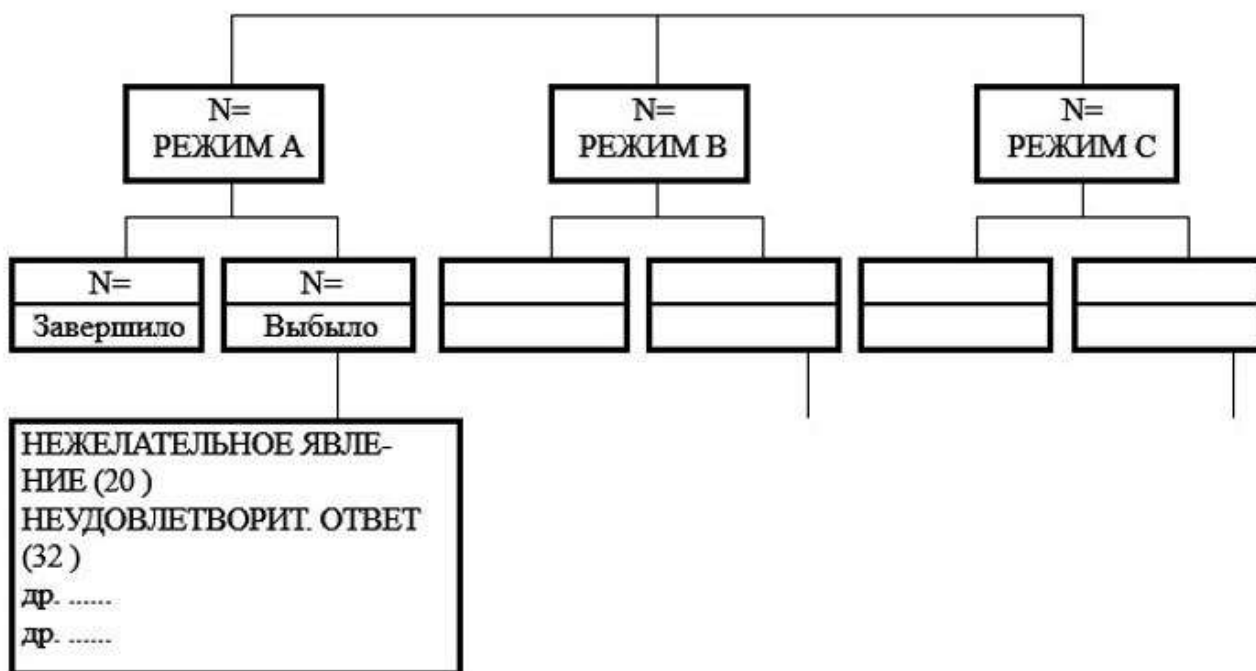 N=
РЕЖИМ А
N=
РЕЖИМ В
N=
РЕЖИМ С
N=
Завершило
N=
Выбыло
НЕЖЕЛАТЕЛЬНОЕ ЯВЛЕ-
НИЕ (20 )
НЕУДОВЛЕТВОРИТ. ОТВЕТ
(32 )
др. ......
др. ......